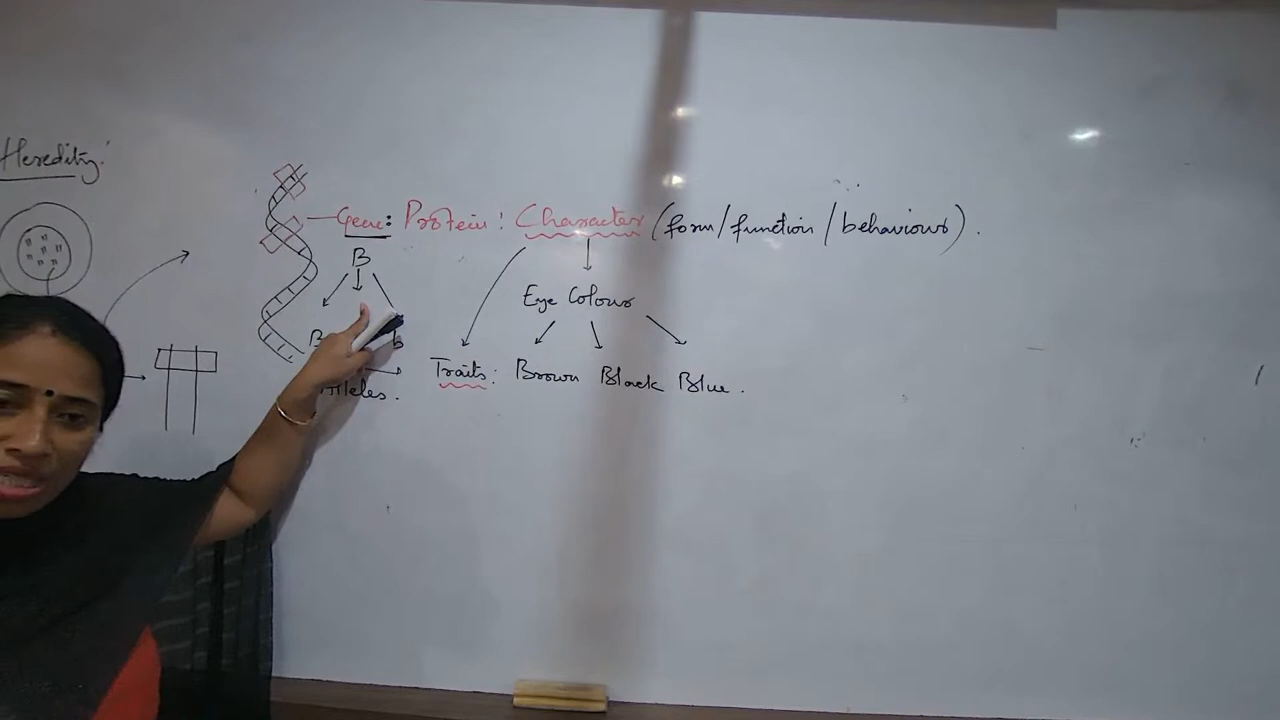 Heredity:
Gene: Protein: Character (form/function/behaviours).
B
Eye Colour
B b
Traits: Brown Black Blue.
Alleles.